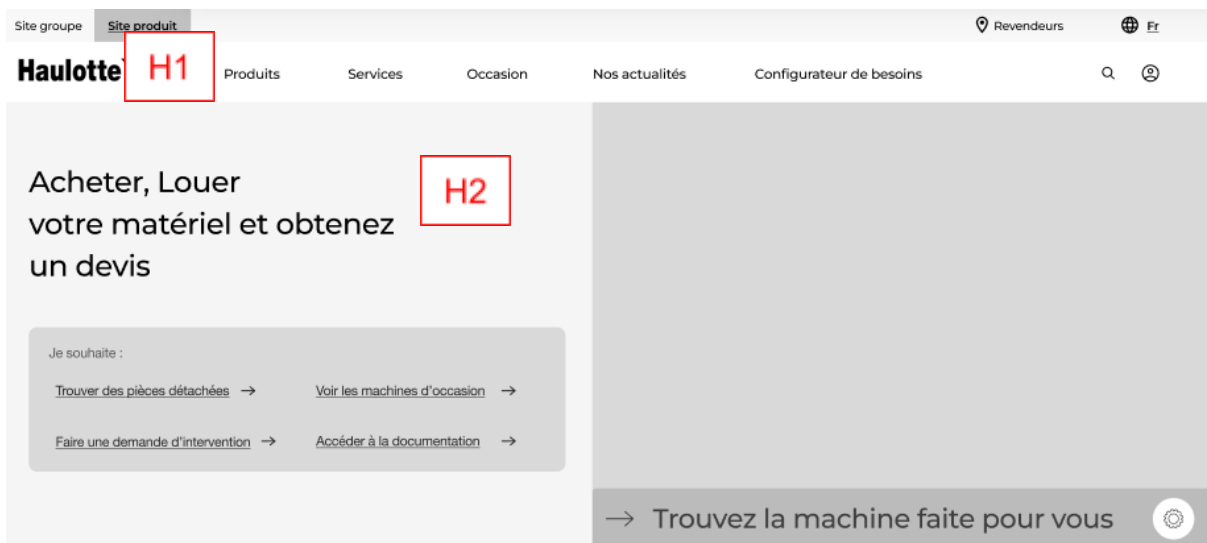 Site groupe Site produit Revendeurs Fr
Haulotte H1 Produits Services Occasion Nos actualités Configurateur de besoins
Acheter, Louer
votre matériel et obtenez
un devis
H2
Je souhaite :
Trouver des pièces détachées → Voir les machines d'occasion →
Faire une demande d'intervention → Accéder à la documentation →
→ Trouvez la machine faite pour vous